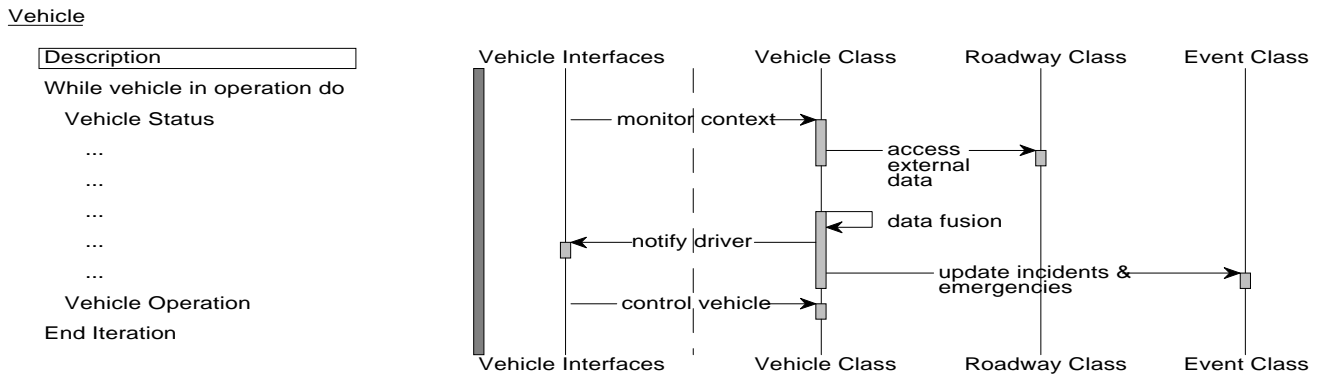 Vehicle
Description
Vehicle Interfaces
Vehicle Class
Roadway Class
Event Class
While vehicle in operation do
Vehicle Status
monitor context
...
access
external
data
...
...
data fusion
...
notify driver
...
update incidents &
emergencies
Vehicle Operation
control vehicle
End Iteration
Vehicle Interfaces
Vehicle Class
Roadway Class
Event Class